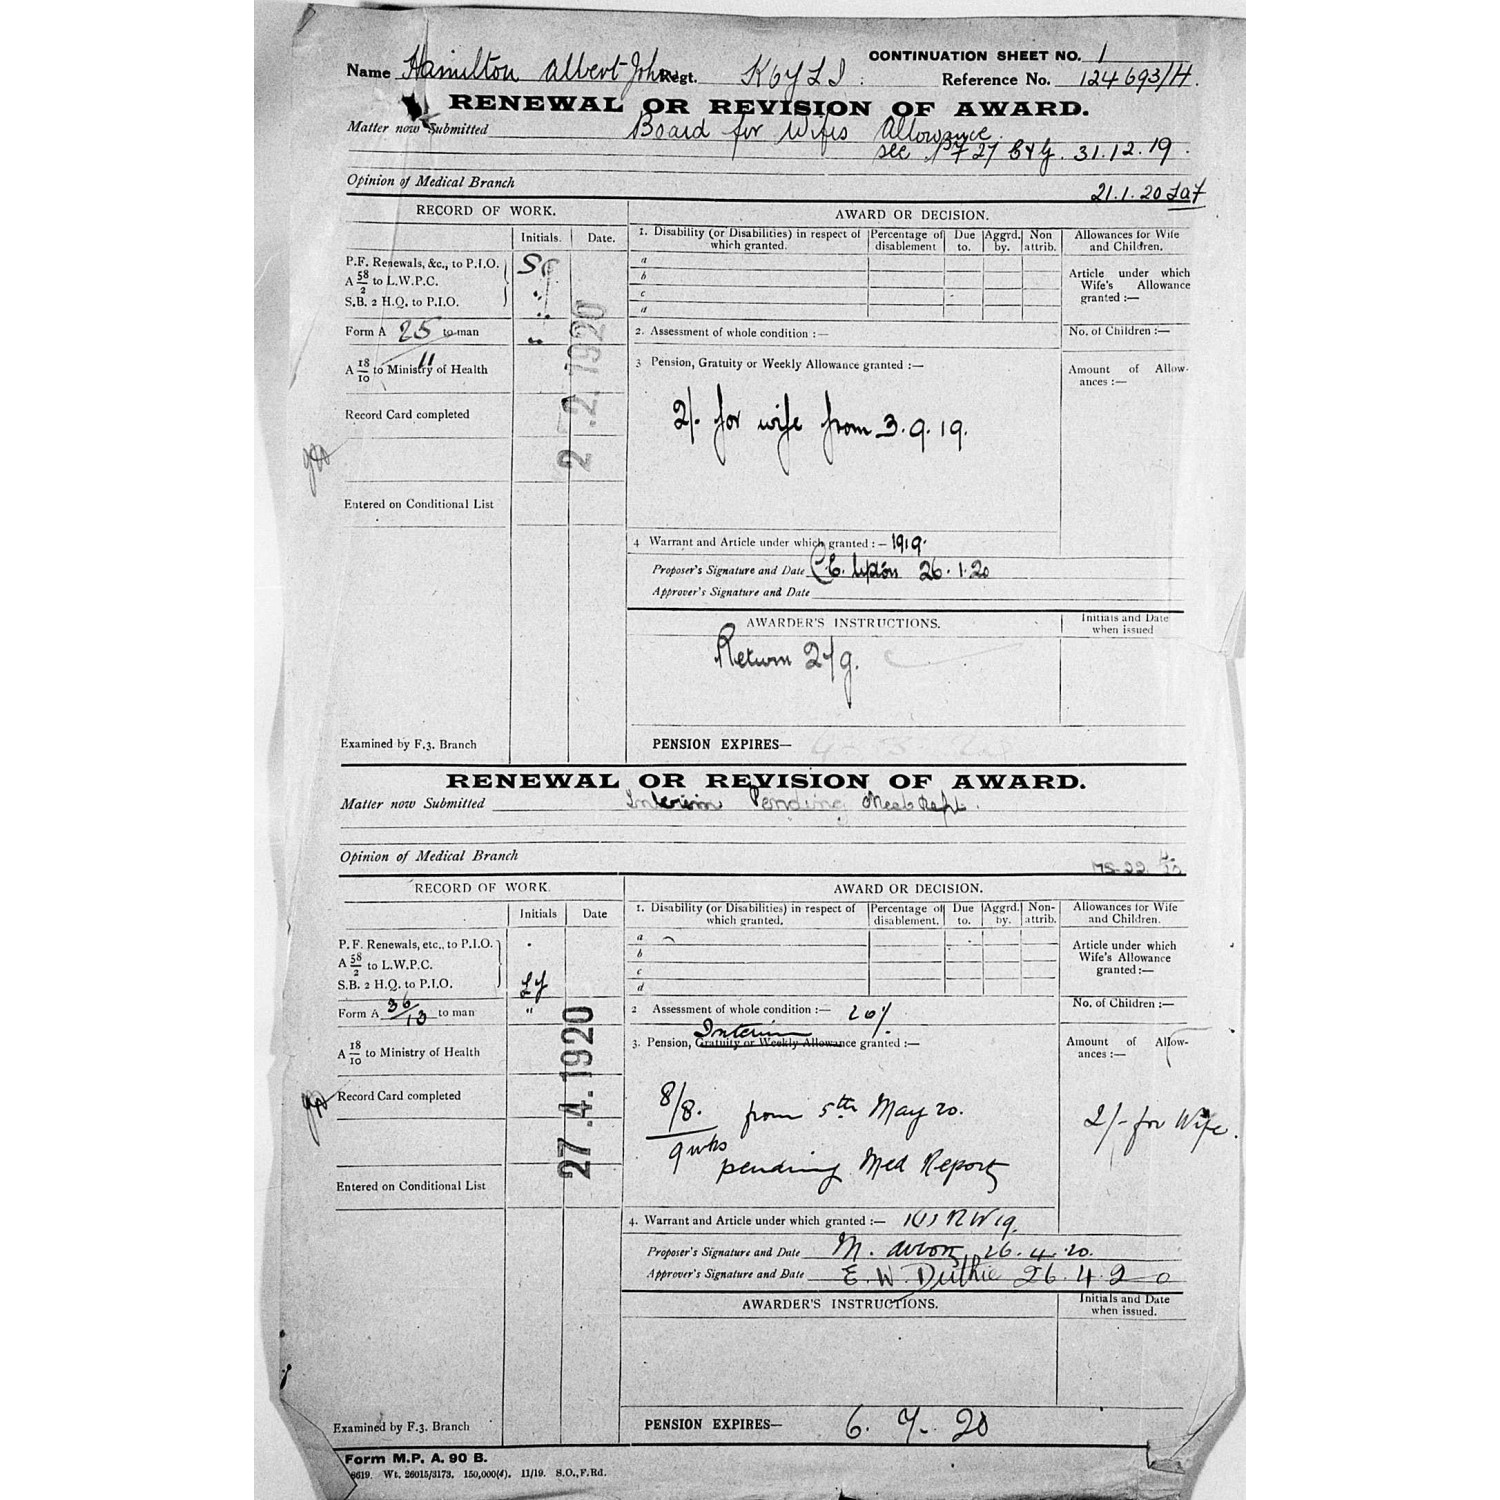 CONTINUATION SHEET NO. 1
Name Hamilton Albert John Regt. KOYLI Reference No. 124693/H.
RENEWAL OR REVISION OF AWARD.
Matter now Submitted Board for Wifes Allowance.
see 31.12.19.
Opinion of Medical Branch
21.1.20
RECORD OF WORK.
AWARD OR DECISION.
Initials. Date.
1. Disability (or Disabilities) in respect of which granted. Percentage of disablement Due to. Aggrd. by. Non attrib. Allowances for Wife and Children.
P.F. Renewals, &c., to P.I.O.
A 58/2 to L.W.P.C.
S.B. 2 H.Q. to P.I.O.
a
b
c
d
Article under which Wife's Allowance granted :—
Form A 25/11 to man
2. Assessment of whole condition :—
No. of Children :—
A 18/10 to Ministry of Health
3 Pension, Gratuity or Weekly Allowance granted :—
Amount of Allowances :—
2 . 2. 1920
Record Card completed
2/- for wife from 3.9.19.
Entered on Conditional List
4 Warrant and Article under which granted :— 1919.
Proposer's Signature and Date 26.1.20
Approver's Signature and Date
AWARDER'S INSTRUCTIONS.
Initials and Date when issued
Return
Examined by F.3. Branch
PENSION EXPIRES—
RENEWAL OR REVISION OF AWARD.
Matter now Submitted Interim Pending
Opinion of Medical Branch
RECORD OF WORK.
AWARD OR DECISION.
Initials Date
1. Disability (or Disabilities) in respect of which granted. Percentage of disablement. Due to. Aggrd. by. Non-attrib. Allowances for Wife and Children.
P.F. Renewals, etc., to P.I.O.
A 58/2 to L.W.P.C.
S.B. 2 H.Q. to P.I.O.
a
b
c
d
Article under which Wife's Allowance granted :—
Form A 36/13 to man
2 Assessment of whole condition :— 20%
No. of Children :—
Interim
3. Pension, Gratuity or Weekly Allowance granted :—
A 18/10 to Ministry of Health
Amount of Allowances :—
27.4.1920
Record Card completed
8/8. from 5th May 20.
9 wks pending Med Report
2/- for Wife.
Entered on Conditional List
4. Warrant and Article under which granted :— RW 19.
Proposer's Signature and Date M. 26.4.20.
Approver's Signature and Date E. W. Duthie 26.4.20
AWARDER'S INSTRUCTIONS.
Initials and Date when issued.
Examined by F.3. Branch
PENSION EXPIRES— 6.7.20
Form M.P. A. 90 B.
8619. Wt. 26015/3173. 150,000(4). 11/19. S.O., F.Rd.